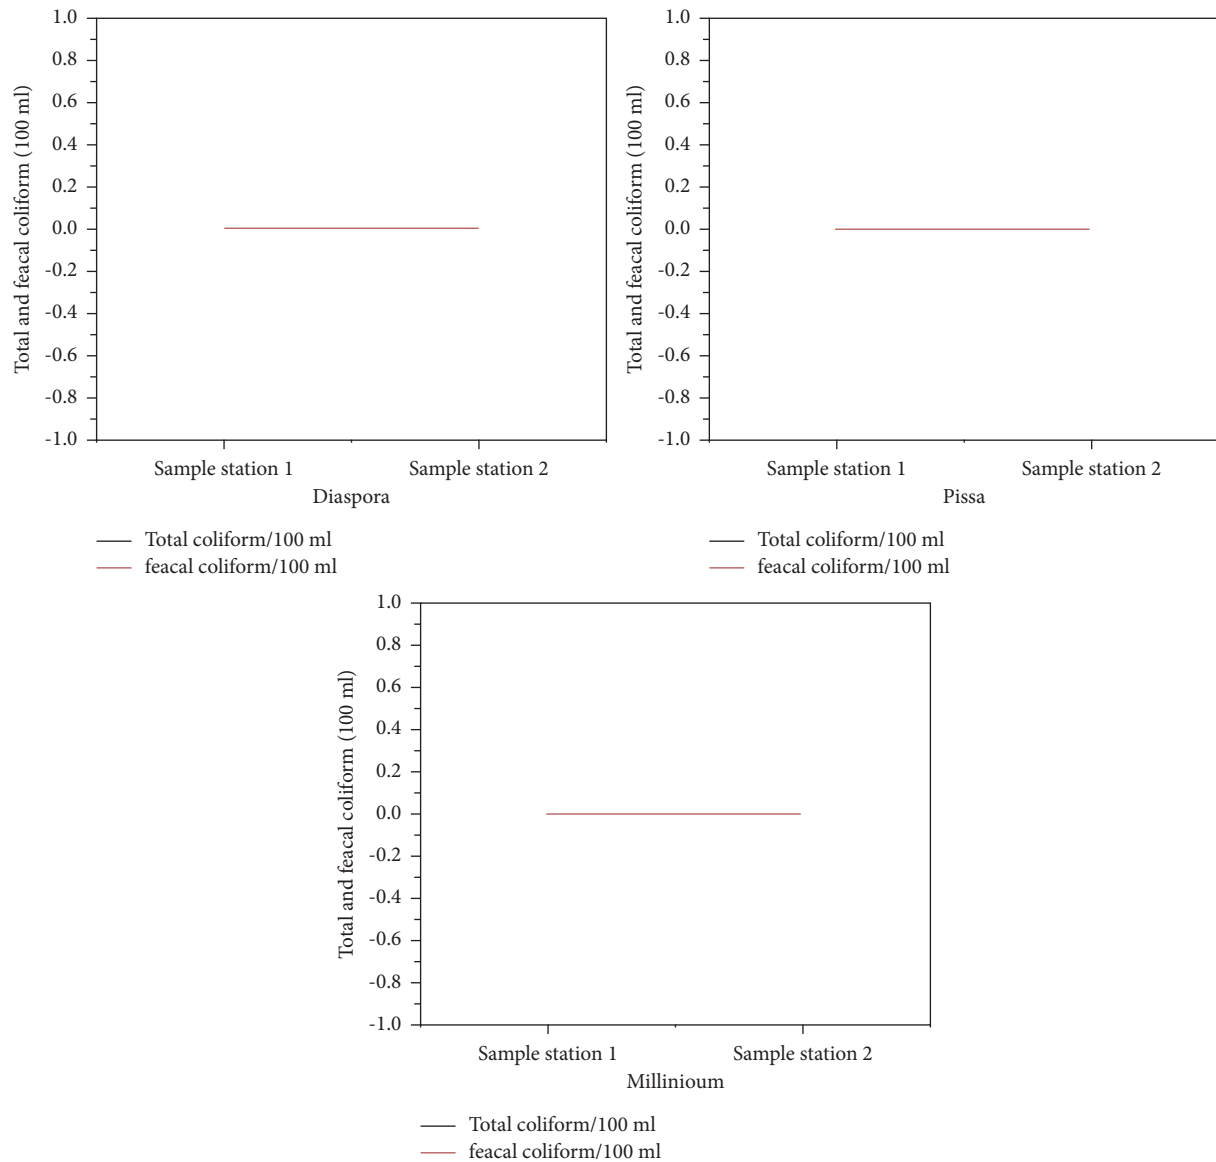 Total and feacal coliform (100 ml)
1.0
0.8
0.6
0.4
0.2
0.0
-0.2
-0.4
-0.6
-0.8
-1.0
Sample station 1
Sample station 2
Diaspora
Total coliform/100 ml
feacal coliform/100 ml
Total and feacal coliform (100 ml)
1.0
0.8
0.6
0.4
0.2
0.0
-0.2
-0.4
-0.6
-0.8
-1.0
Sample station 1
Sample station 2
Pissa
Total coliform/100 ml
feacal coliform/100 ml
Total and feacal coliform (100 ml)
1.0
0.8
0.6
0.4
0.2
0.0
-0.2
-0.4
-0.6
-0.8
-1.0
Sample station 1
Sample station 2
Millinioum
Total coliform/100 ml
feacal coliform/100 ml